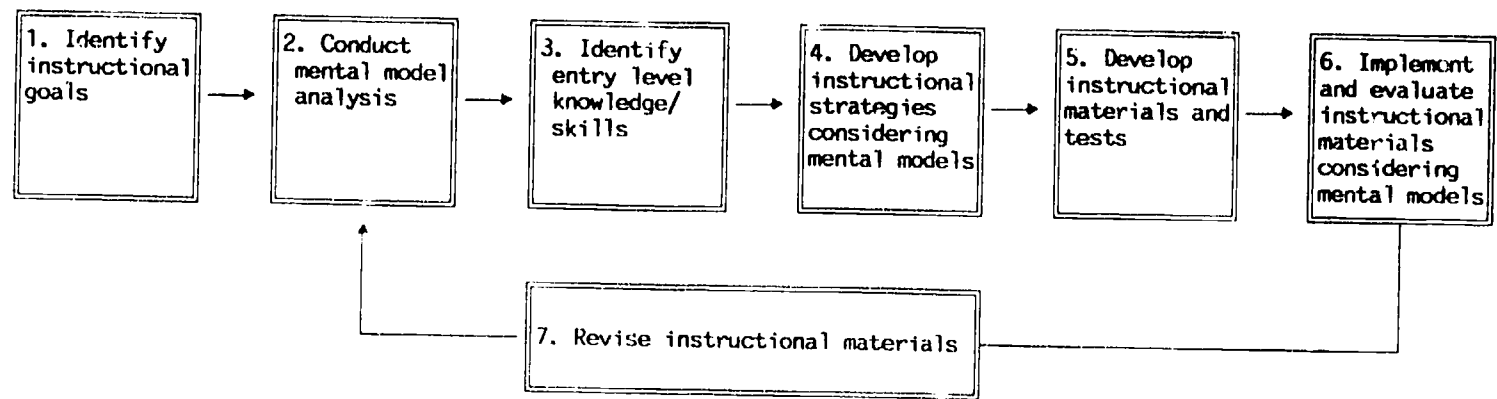 1. Identify
instructional
goals
2. Conduct
mental model
analysis
3. Identify
entry level
knowledge/
skills
4. Develop
instructional
strategies
considering
mental models
5. Develop
instructional
materials and
tests
6. Implement
and evaluate
instructional
materials
considering
mental models
7. Revise instructional materials